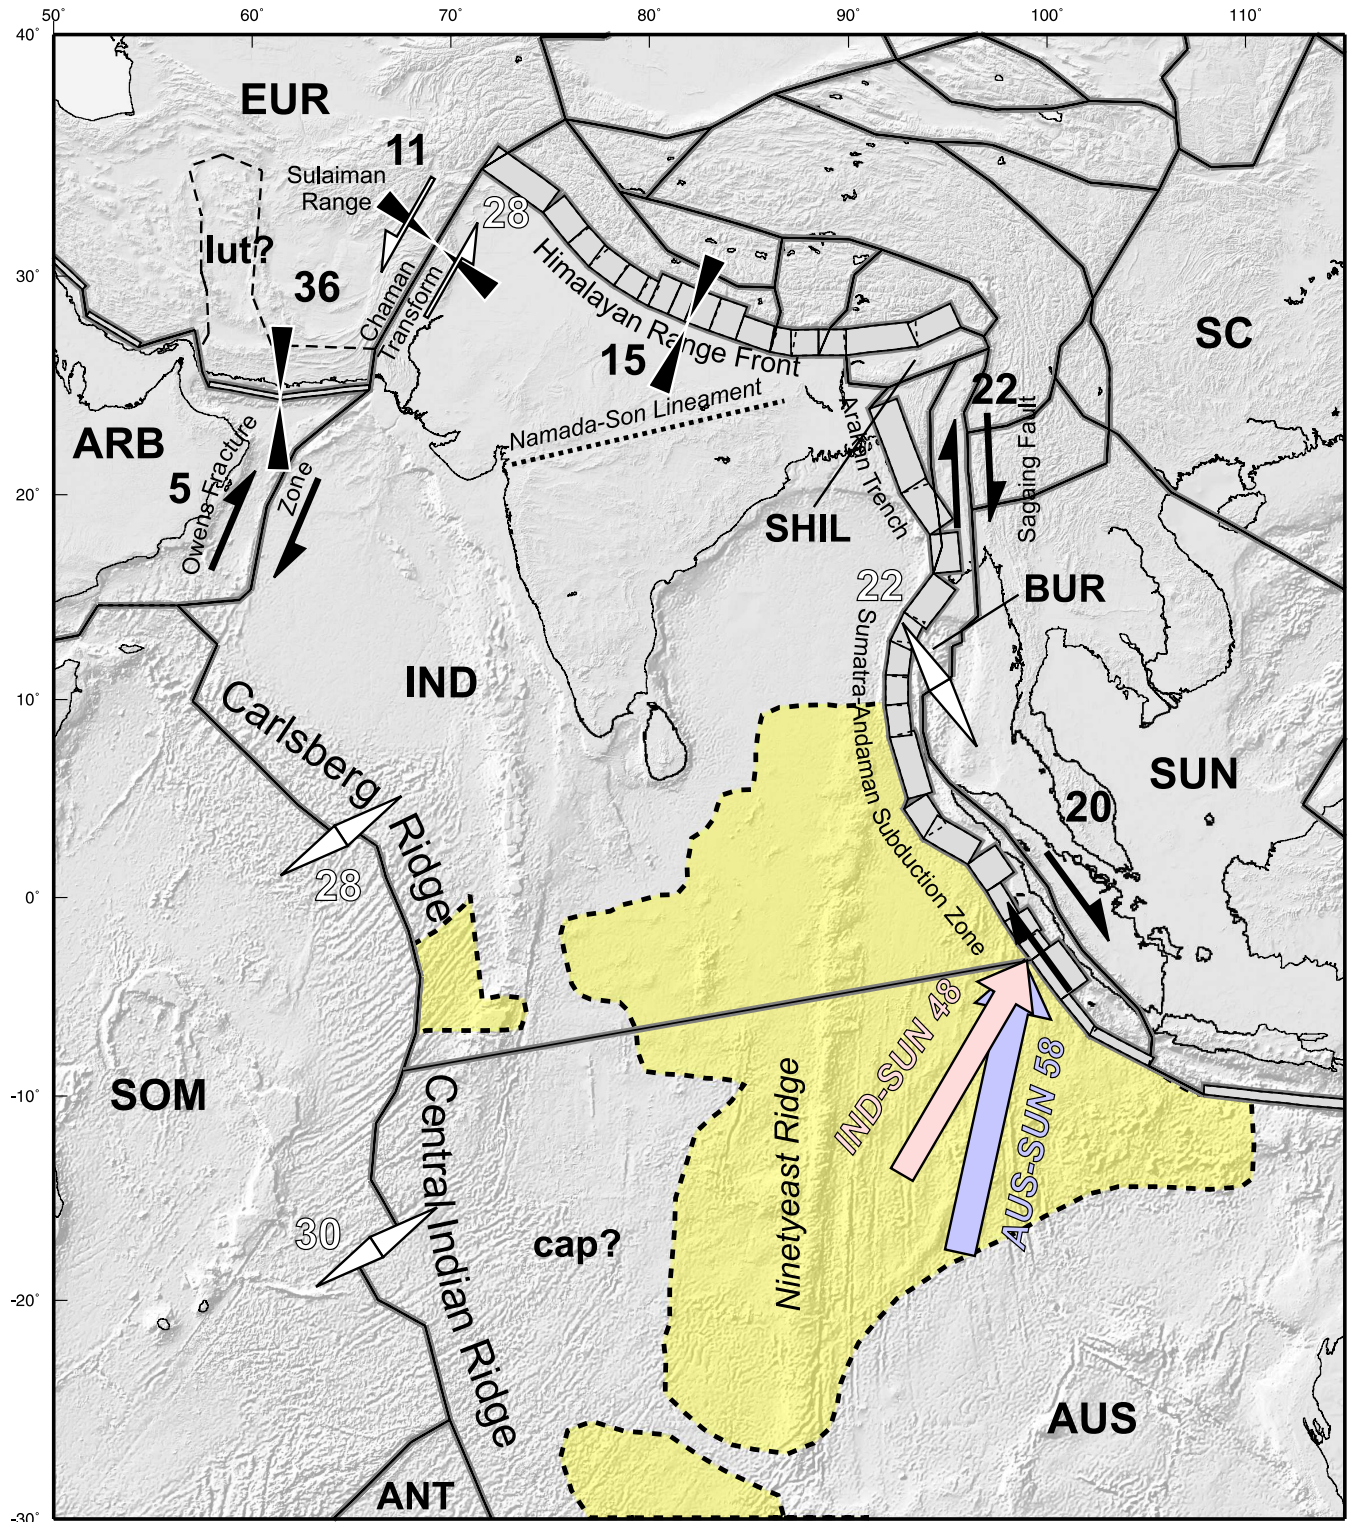 50°
60°
70°
80°
90°
100°
110°
40°
30°
20°
10°
0°
-10°
-20°
-30°
EUR
11
Sulaiman
Range
28
lut?
36
Chaman
Transform
Himalayan Range Front
15
SC
22
Namada-Son Lineament
ARB
5
Owens Fracture
Zone
Arakan Trench
Sagaing Fault
SHIL
22
BUR
IND
Sumatra-Andaman Subduction Zone
Carlsberg
Ridge
SUN
20
28
IND-SUN 48
AUS-SUN 58
SOM
Central Indian Ridge
Ninetyeast Ridge
30
cap?
AUS
ANT